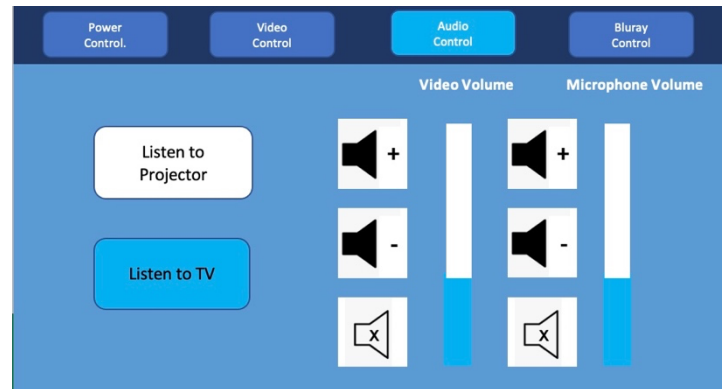 Power
Control.
Video
Control
Audio
Control
Bluray
Control
Video Volume
Microphone Volume
Listen to
Projector
Listen to TV
+
+
-
-
x
x